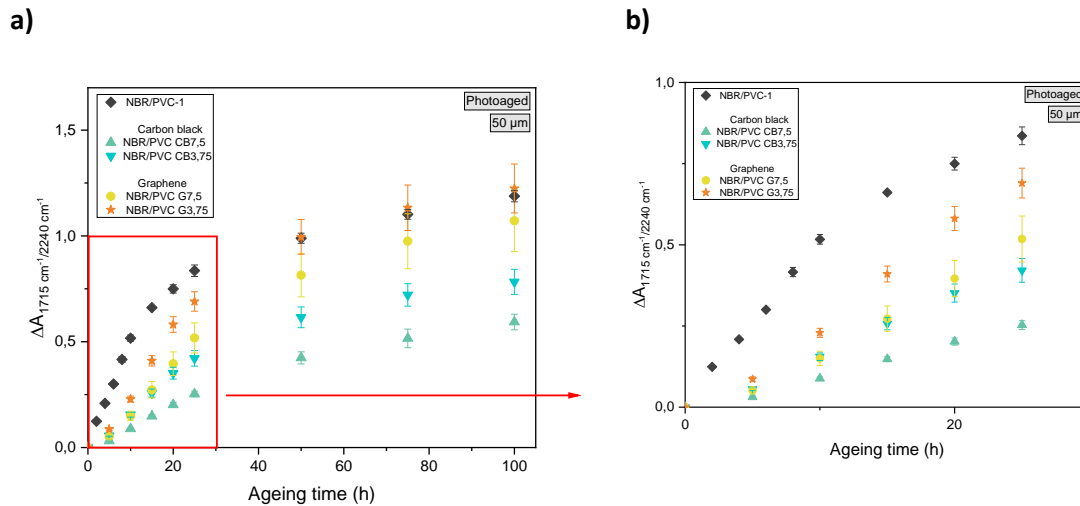 a)
Photoaged
50 µm
NBR/PVC-1
Carbon black
NBR/PVC CB7,5
NBR/PVC CB3,75
Graphene
NBR/PVC G7,5
NBR/PVC G3,75
1,5
1,0
0,5
0,0
0 20 40 60 80 100
ΔA1715 cm-1/2240 cm-1
Ageing time (h)
b)
Photoaged
50 µm
NBR/PVC-1
Carbon black
NBR/PVC CB7,5
NBR/PVC CB3,75
Graphene
NBR/PVC G7,5
NBR/PVC G3,75
1,0
0,5
0,0
0 20
ΔA1715 cm-1/2240 cm-1
Ageing time (h)